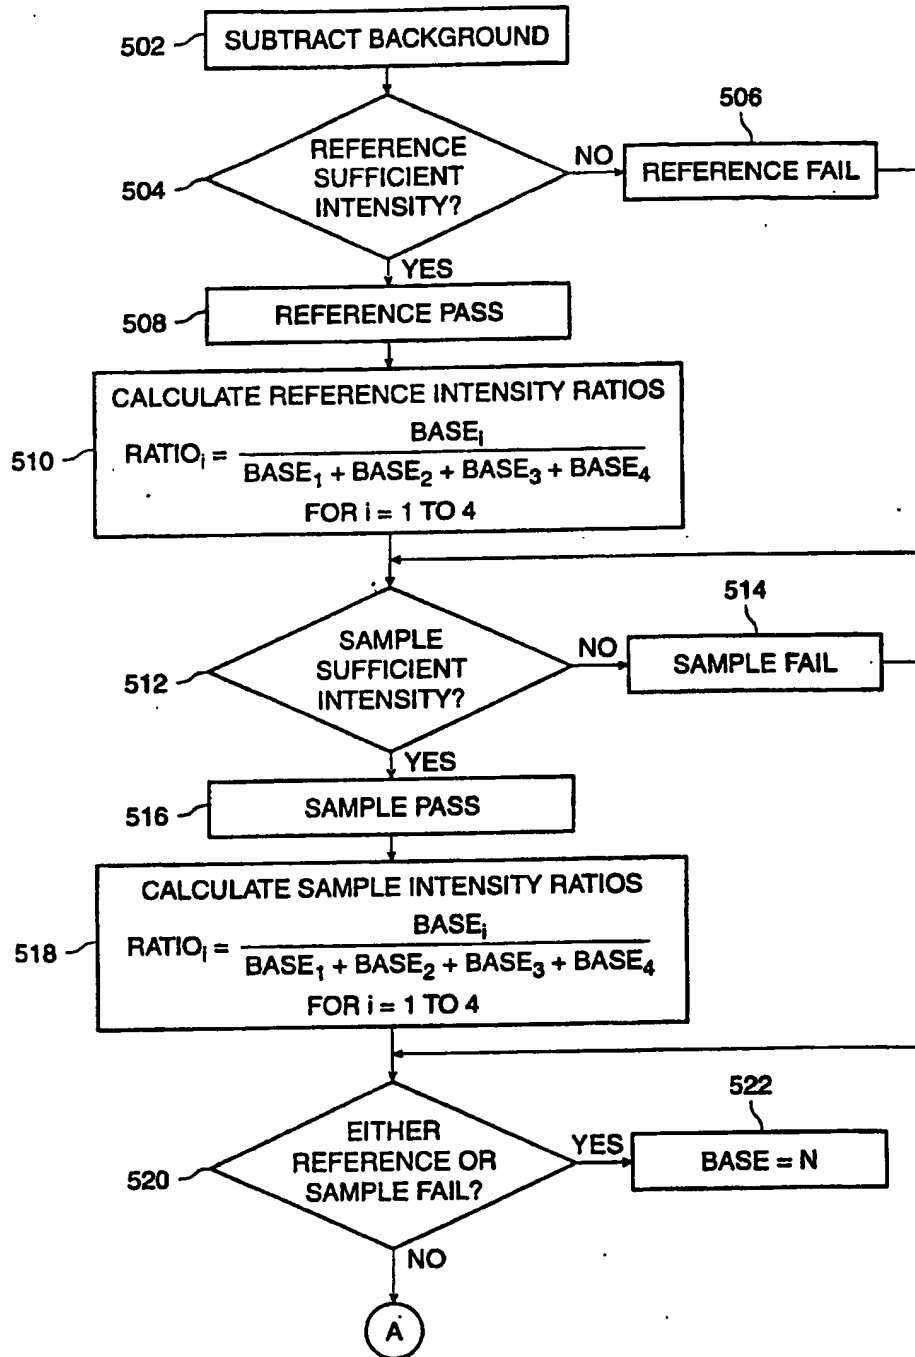 502
SUBTRACT BACKGROUND
504
REFERENCE
SUFFICIENT
INTENSITY?
NO
506
REFERENCE FAIL
YES
508
REFERENCE PASS
510
CALCULATE REFERENCE INTENSITY RATIOS
RATIOi = BASEi / BASE1 + BASE2 + BASE3 + BASE4
FOR i = 1 TO 4
512
SAMPLE
SUFFICIENT
INTENSITY?
NO
514
SAMPLE FAIL
YES
516
SAMPLE PASS
518
CALCULATE SAMPLE INTENSITY RATIOS
RATIOi = BASEi / BASE1 + BASE2 + BASE3 + BASE4
FOR i = 1 TO 4
520
EITHER
REFERENCE OR
SAMPLE FAIL?
YES
522
BASE = N
NO
A